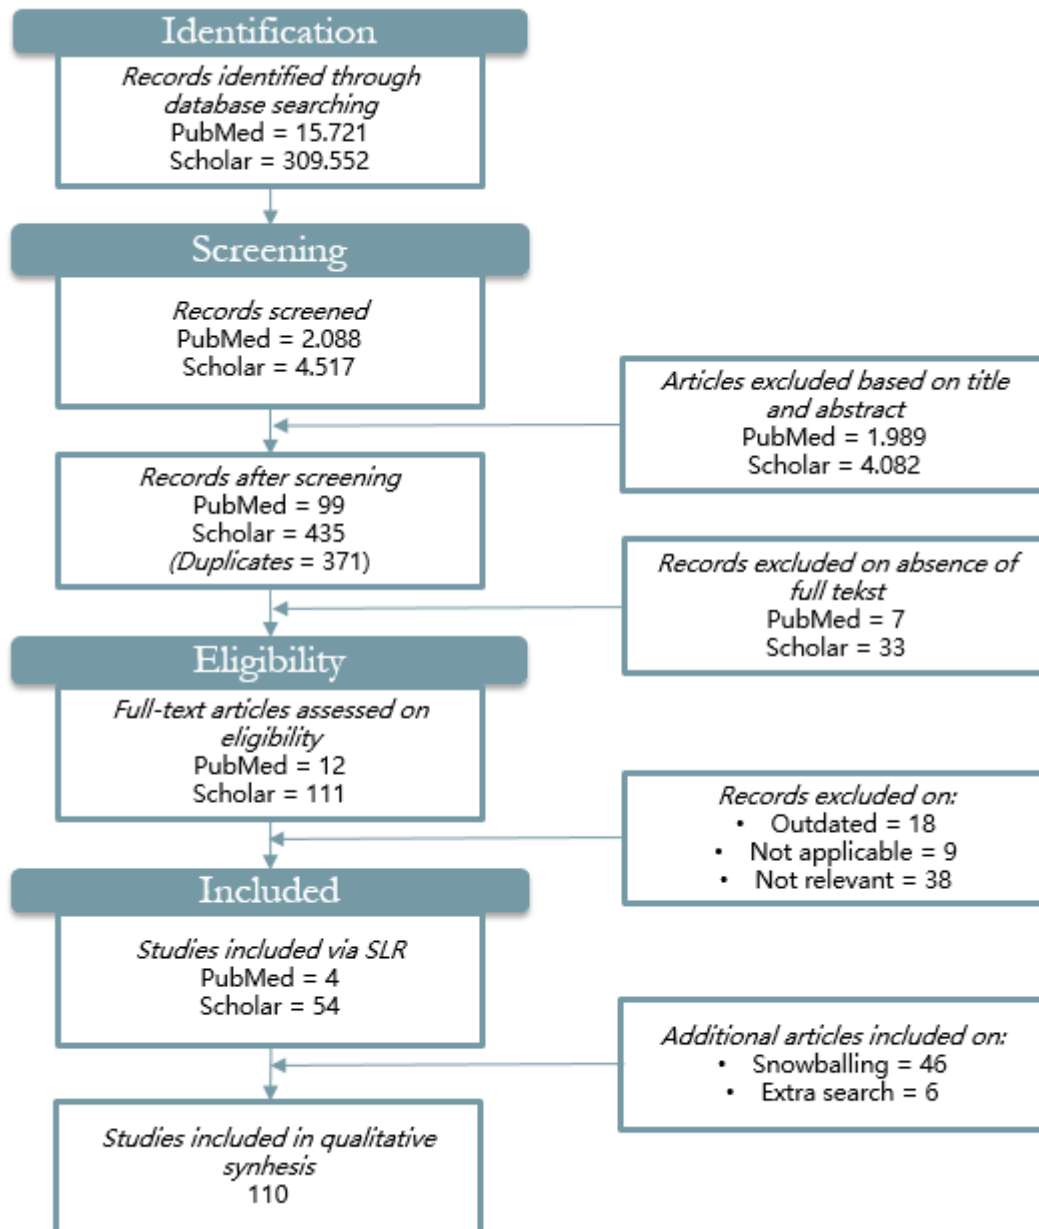 Identification
Records identified through
database searching
PubMed = 15.721
Scholar = 309.552
Screening
Records screened
PubMed = 2.088
Scholar = 4.517
Articles excluded based on title
and abstract
PubMed = 1.989
Scholar = 4.082
Records after screening
PubMed = 99
Scholar = 435
(Duplicates = 371)
Records excluded on absence of
full tekst
PubMed = 7
Scholar = 33
Eligibility
Full-text articles assessed on
eligibility
PubMed = 12
Scholar = 111
Records excluded on:
• Outdated = 18
• Not applicable = 9
• Not relevant = 38
Included
Studies included via SLR
PubMed = 4
Scholar = 54
Additional articles included on:
• Snowballing = 46
• Extra search = 6
Studies included in qualitative
synhesis
110